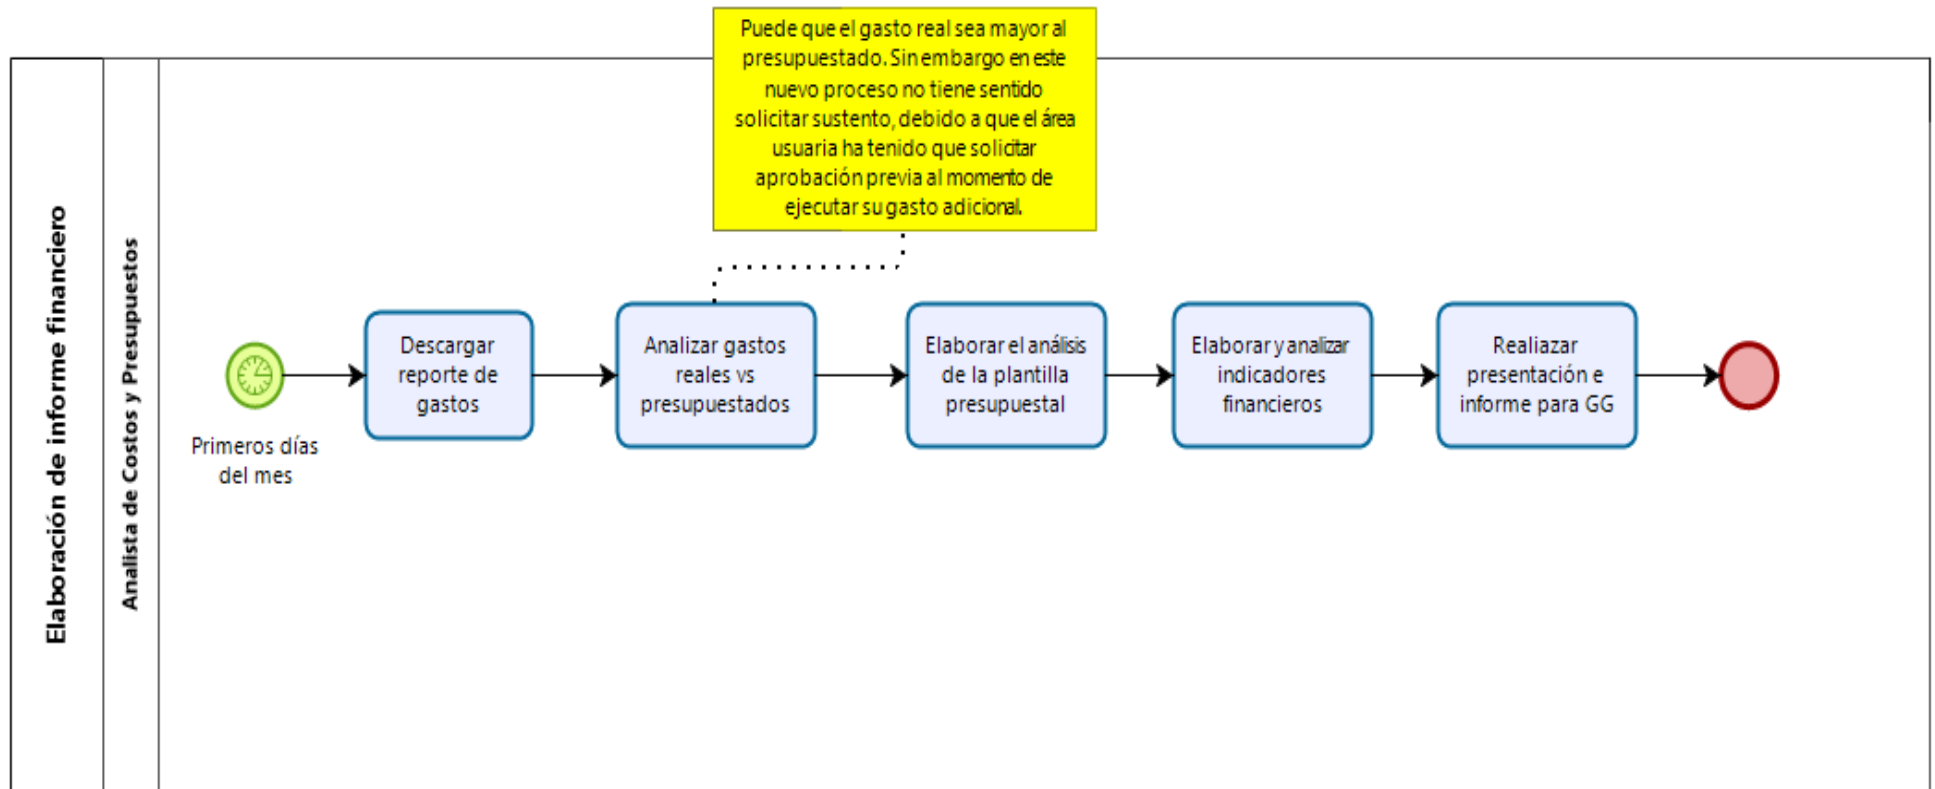 Puede que el gasto real sea mayor al
presupuestado. Sin embargo en este
nuevo proceso no tiene sentido
solicitar sustento, debido a que el área
usuaria ha tenido que solicitar
aprobación previa al momento de
ejecutar su gasto adicional.
Elaboración de informe financiero
Analista de Costos y Presupuestos
Primeros días
del mes
Descargar
reporte de
gastos
Analizar gastos
reales vs
presupuestados
Elaborar el análisis
de la plantilla
presupuestal
Elaborar y analizar
indicadores
financieros
Realiazar
presentación e
informe para GG